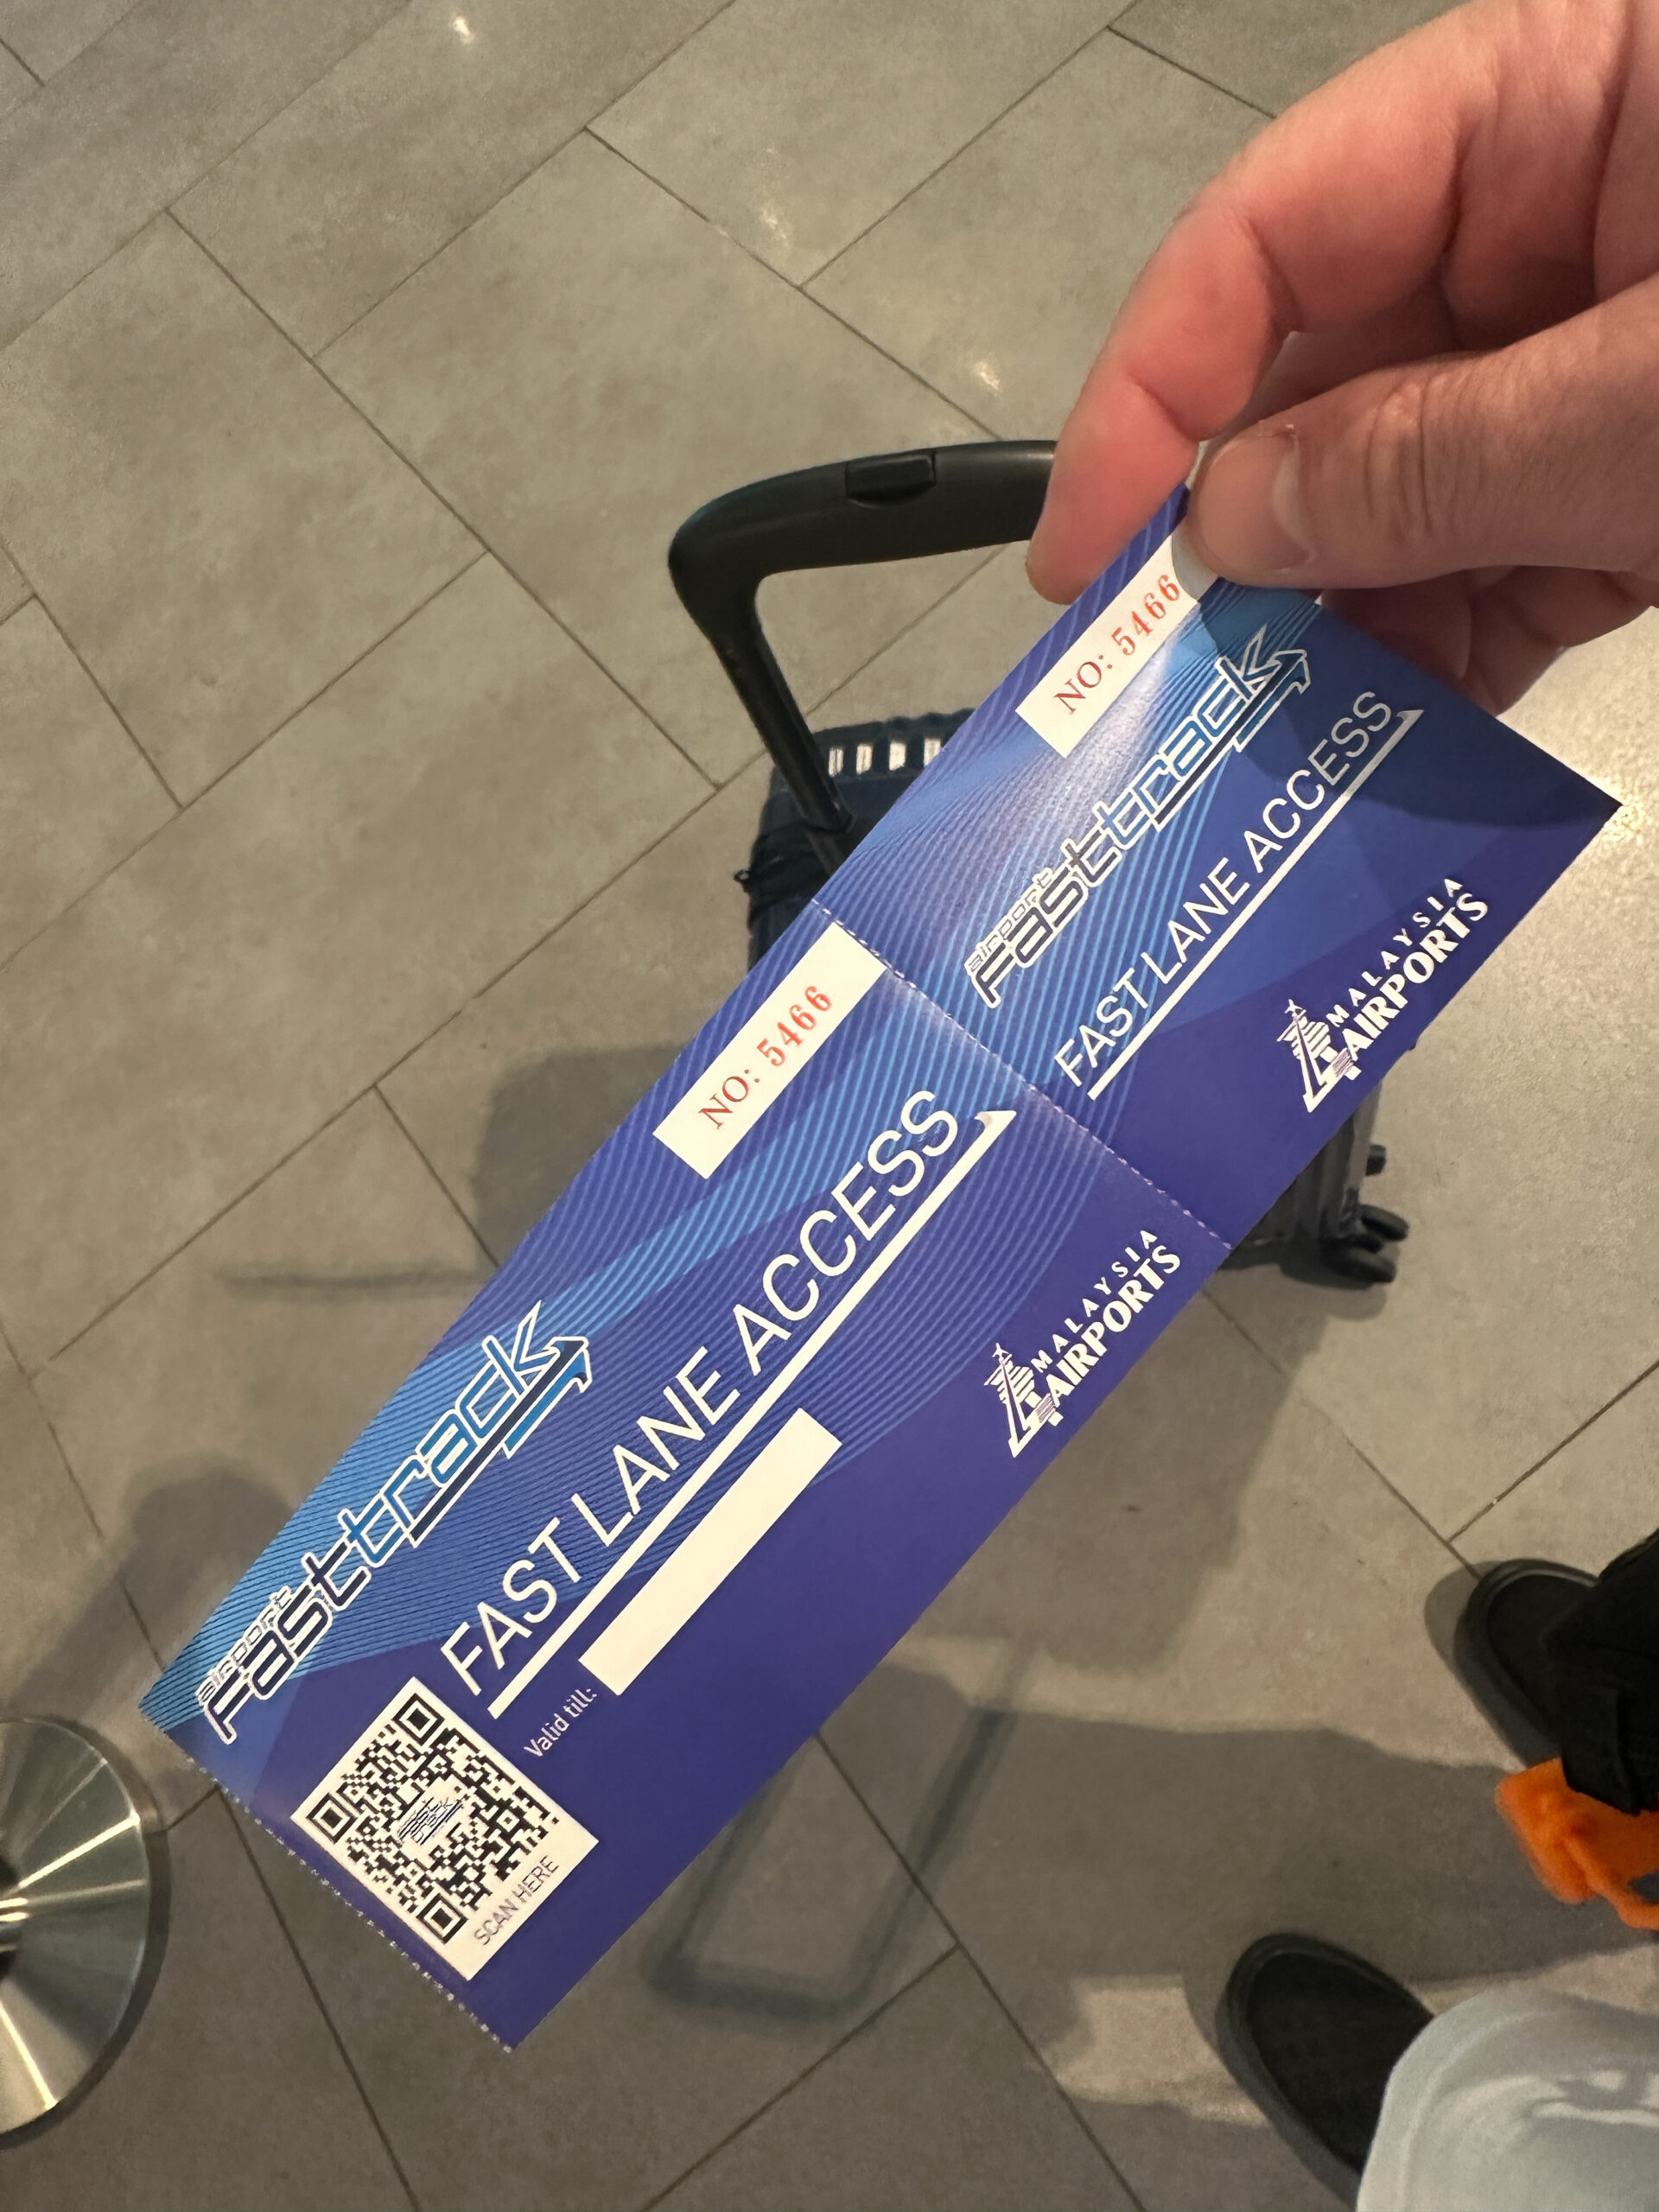 airport
Fasttrack
NO: 5466
FAST LANE ACCESS
Valid till:
SCAN HERE
MALAYSIA
AIRPORTS
NO: 5466
airport
Fasttrack
FAST LANE ACCESS
MALAYSIA
AIRPORTS